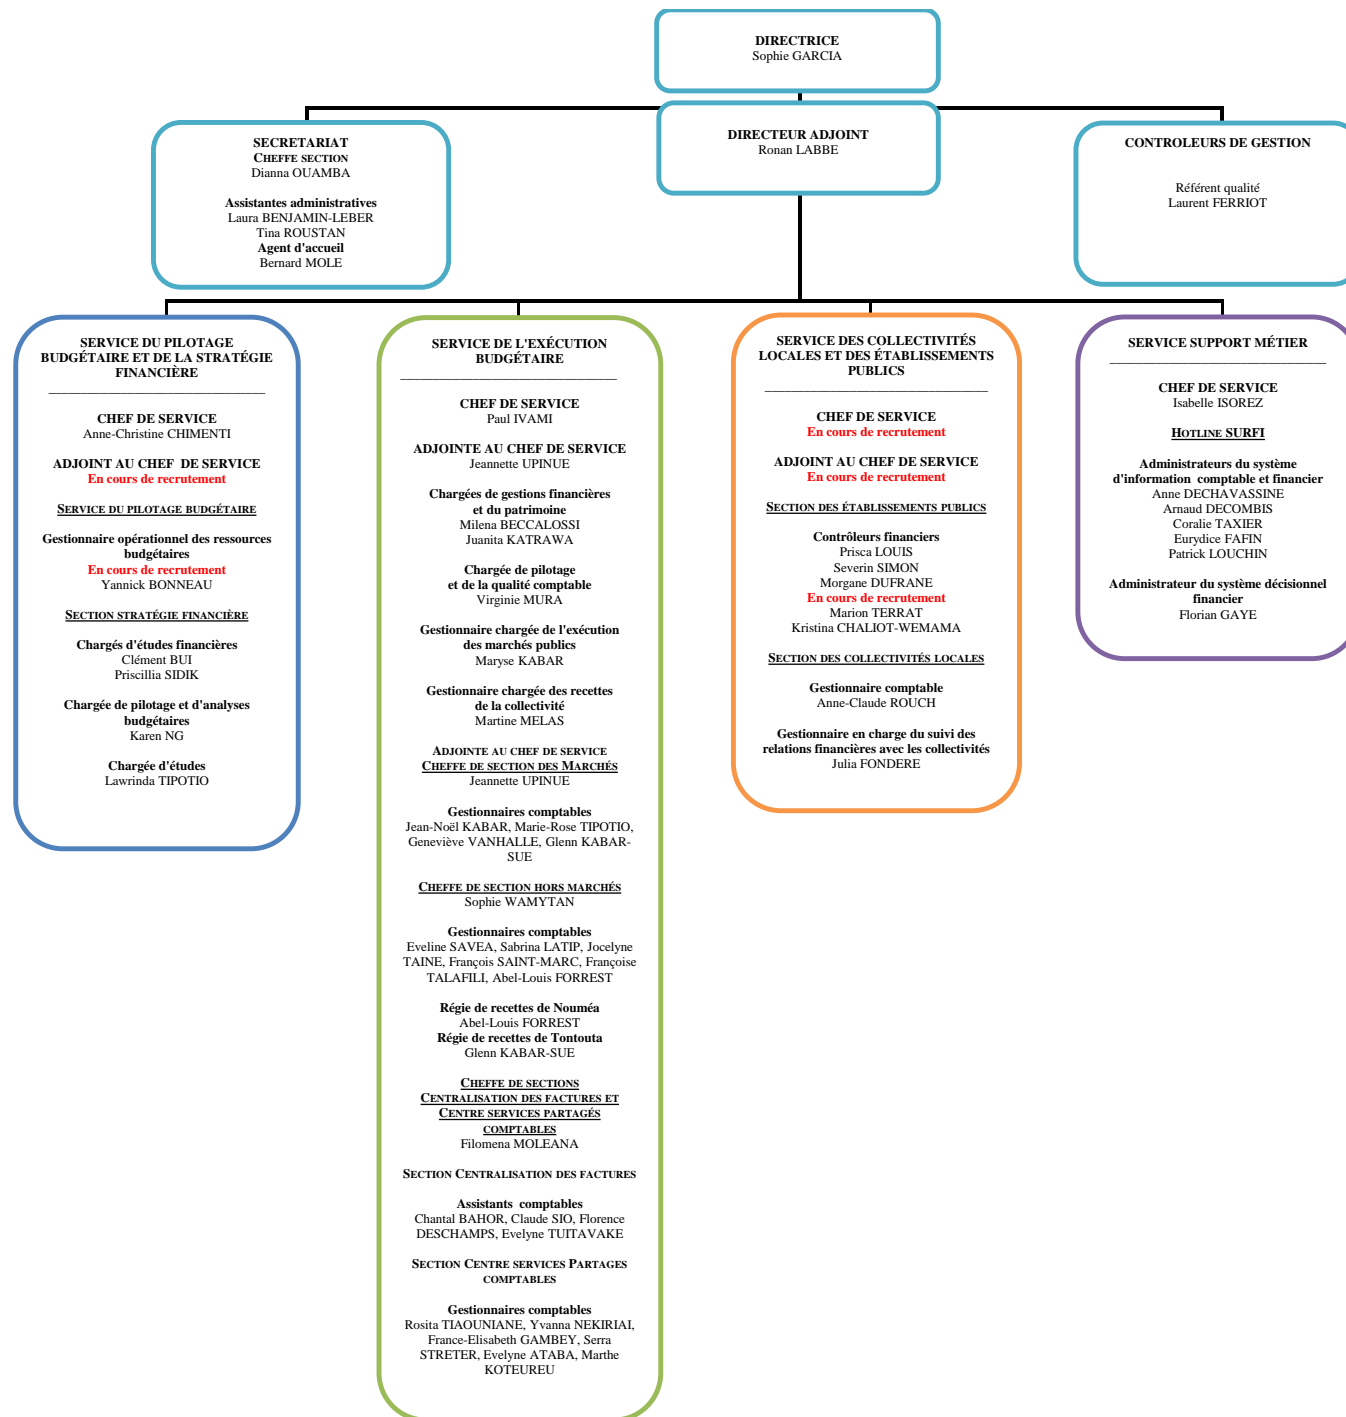 DIRECTRICE
Sophie GARCIA
SECRETARIAT
CHEFFE SECTION
Dianna OUAMBA
Assistantes administratives
Laura BENJAMIN-LEBER
Tina ROUSTAN
Agent d'accueil
Bernard MOLE
DIRECTEUR ADJOINT
Ronan LABBE
CONTROLEURS DE GESTION
Référent qualité
Laurent FERRIOT
SERVICE DU PILOTAGE
BUDGÉTAIRE ET DE LA STRATÉGIE
FINANCIÈRE
CHEF DE SERVICE
Anne-Christine CHIMENTI
ADJOINT AU CHEF DE SERVICE
En cours de recrutement
SERVICE DU PILOTAGE BUDGÉTAIRE
Gestionnaire opérationnel des ressources
budgétaires
En cours de recrutement
Yannick BONNEAU
SECTION STRATÉGIE FINANCIÈRE
Chargés d'études financières
Clément BUI
Priscillia SIDIK
Chargée de pilotage et d'analyses
budgétaires
Karen NG
Chargée d'études
Lawrinda TIPOTIO
SERVICE DE L'EXÉCUTION
BUDGÉTAIRE
CHEF DE SERVICE
Paul IVAMI
ADJOINTE AU CHEF DE SERVICE
Jeannette UPINUE
Chargées de gestions financières
et du patrimoine
Milena BECCALOSSI
Juanita KATRAWA
Chargée de pilotage
et de la qualité comptable
Virginie MURA
Gestionnaire chargée de l'exécution
des marchés publics
Maryse KABAR
Gestionnaire chargée des recettes
de la collectivité
Martine MELAS
ADJOINTE AU CHEF DE SERVICE
CHEFFE DE SECTION DES MARCHÉS
Jeannette UPINUE
Gestionnaires comptables
Jean-Noël KABAR, Marie-Rose TIPOTIO,
Geneviève VANHALLE, Glenn KABAR-
SUE
CHEFFE DE SECTION HORS MARCHÉS
Sophie WAMYTAN
Gestionnaires comptables
Eveline SAVEA, Sabrina LATIP, Jocelyne
TAINE, François SAINT-MARC, Françoise
TALAFILI, Abel-Louis FORREST
Régie de recettes de Nouméa
Abel-Louis FORREST
Régie de recettes de Tontouta
Glenn KABAR-SUE
CHEFFE DE SECTIONS
CENTRALISATION DES FACTURES ET
CENTRE SERVICES PARTAGÉS
COMPTABLES
Filomena MOLEANA
SECTION CENTRALISATION DES FACTURES
Assistants comptables
Chantal BAHOR, Claude SIO, Florence
DESCHAMPS, Evelyne TUITAVAKE
SECTION CENTRE SERVICES PARTAGES
COMPTABLES
Gestionnaires comptables
Rosita TIAOUNIANE, Yvanna NEKIRIAI,
France-Elisabeth GAMBEY, Serra
STRETER, Evelyne ATABA, Marthe
KOTEUREU
SERVICE DES COLLECTIVITÉS
LOCALES ET DES ÉTABLISSEMENTS
PUBLICS
CHEF DE SERVICE
En cours de recrutement
ADJOINT AU CHEF DE SERVICE
En cours de recrutement
SECTION DES ÉTABLISSEMENTS PUBLICS
Contrôleurs financiers
Prisca LOUIS
Severin SIMON
Morgane DUFRANE
En cours de recrutement
Marion TERRAT
Kristina CHALIOT-WEMAMA
SECTION DES COLLECTIVITÉS LOCALES
Gestionnaire comptable
Anne-Claude ROUCH
Gestionnaire en charge du suivi des
relations financières avec les collectivités
Julia FONDERE
SERVICE SUPPORT MÉTIER
CHEF DE SERVICE
Isabelle ISOREZ
HOTLINE SURFI
Administrateurs du système
d'information comptable et financier
Anne DECHAVASSINE
Arnaud DECOMBIS
Coralie TAXIER
Eurydice FAFIN
Patrick LOUCHIN
Administrateur du système décisionnel
financier
Florian GAYE